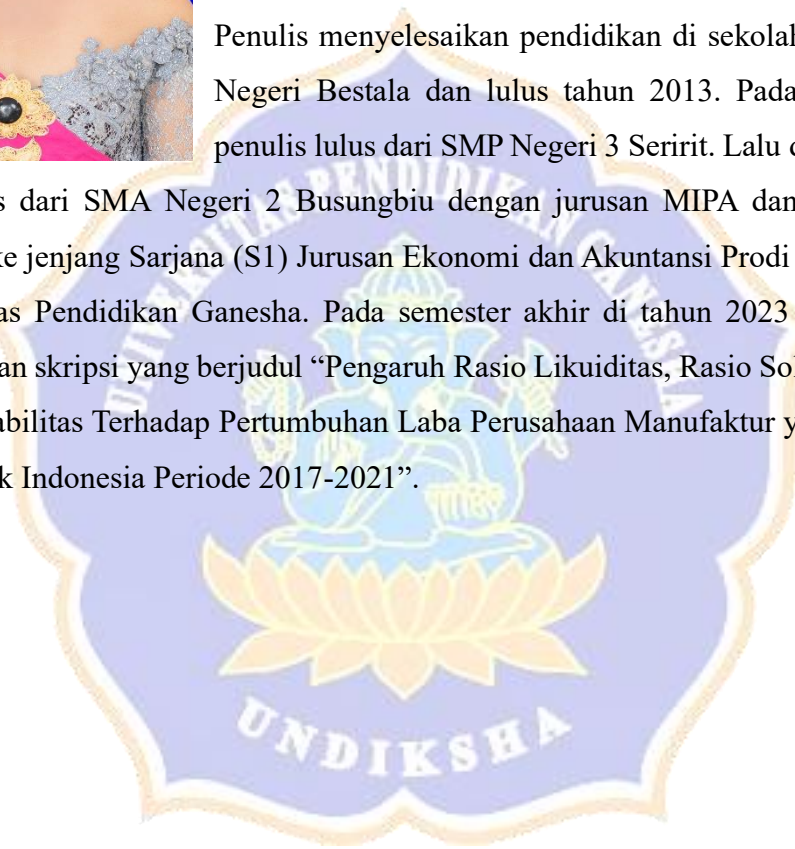 Penulis menyelesaikan pendidikan di sekolah
Negeri Bestala dan lulus tahun 2013. Pada
penulis lulus dari SMP Negeri 3 Seririt. Lalu
dari SMA Negeri 2 Busungbiu dengan jurusan MIPA dan
ke jenjang Sarjana (S1) Jurusan Ekonomi dan Akuntansi Prodi
Pendidikan Ganesha. Pada semester akhir di tahun 2023
skripsi yang berjudul “Pengaruh Rasio Likuiditas, Rasio
Terhadap Pertumbuhan Laba Perusahaan Manufaktur
Indonesia Periode 2017-2021”.
UNIVERSITAS PENDIDIKAN GANESHA
UNDIKSHA